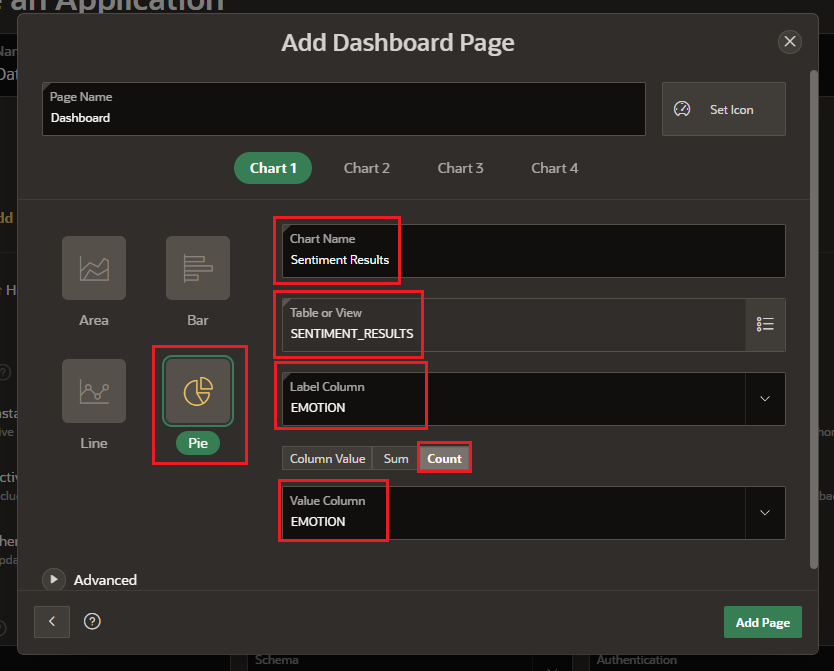 an Application
Add Dashboard Page
Page Name
Dashboard
Set Icon
Chart 1
Chart 2
Chart 3
Chart 4
Area
Bar
Line
Pie
Chart Name
Sentiment Results
Table or View
SENTIMENT_RESULTS
Label Column
EMOTION
Column Value
Sum
Count
Value Column
EMOTION
Advanced
Add Page
Schema
Authentication